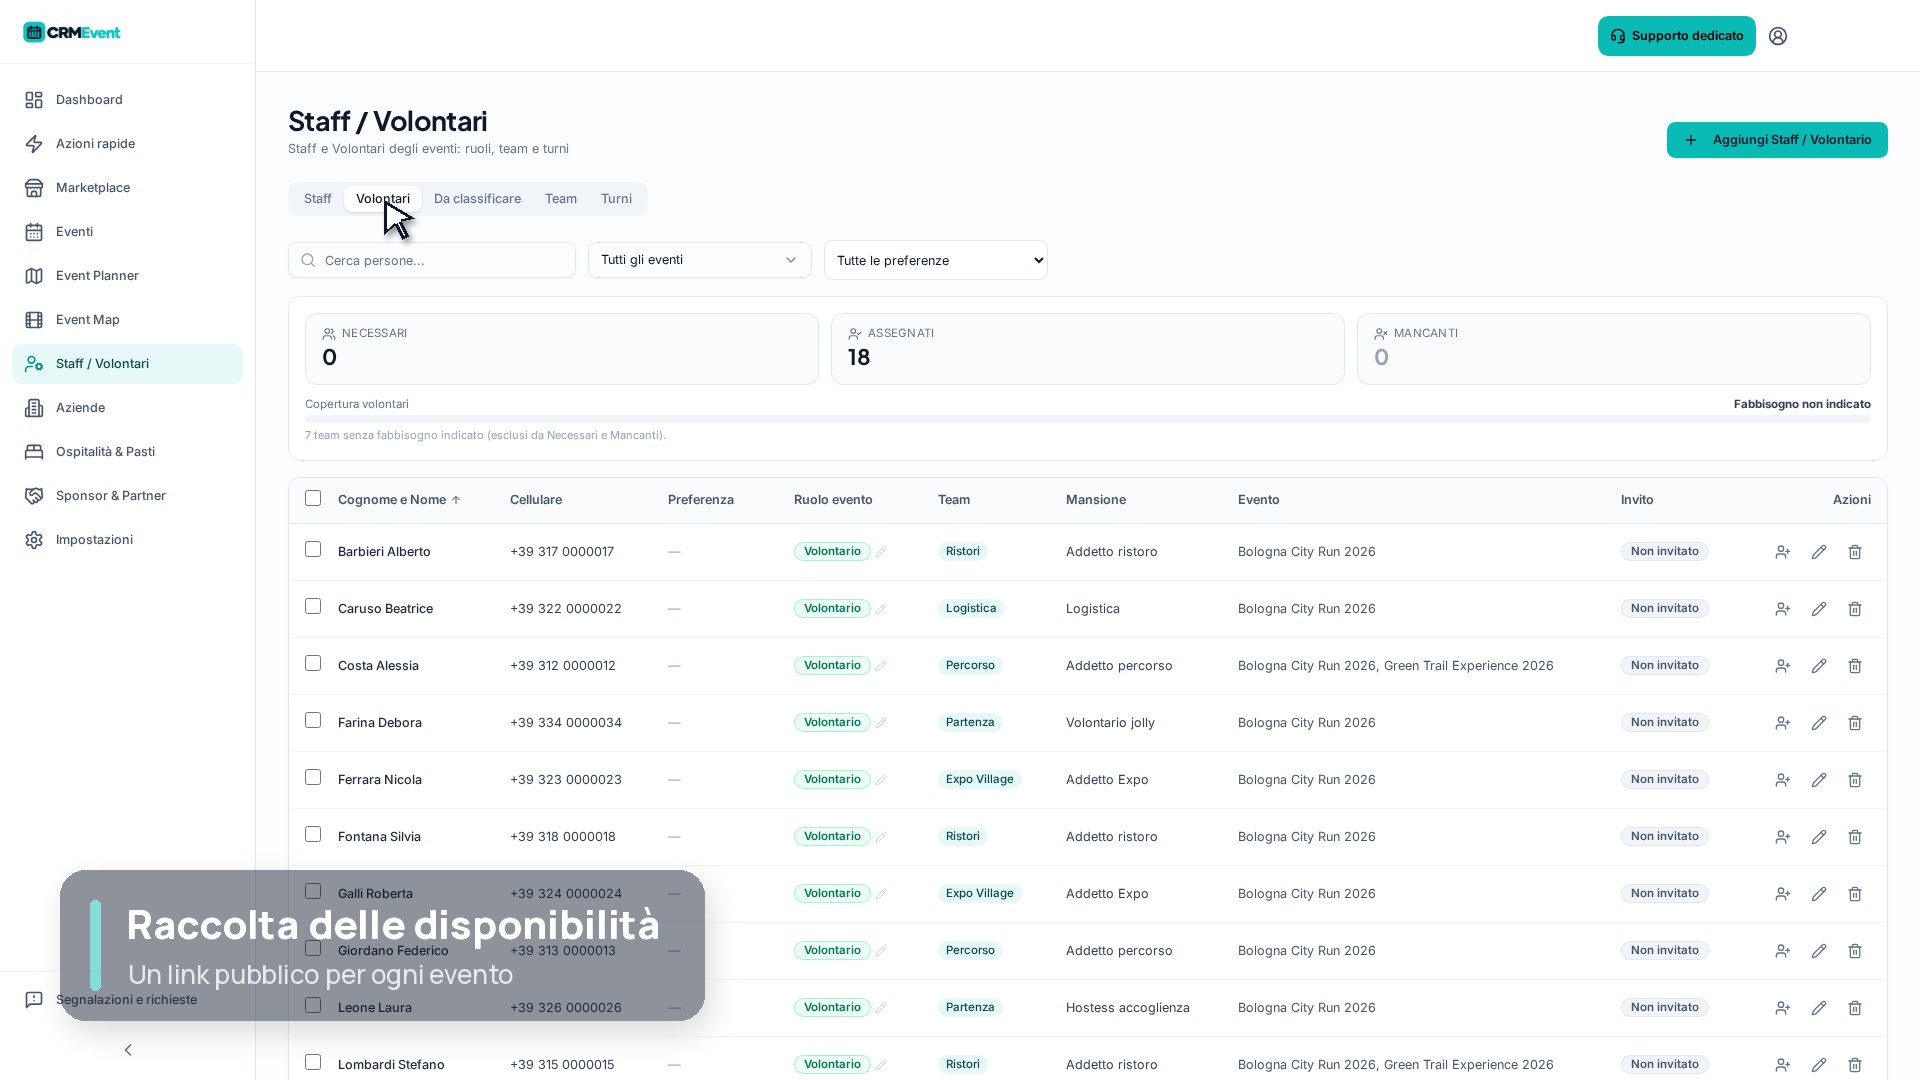 CRMEvent
Supporto dedicato
Dashboard
Azioni rapide
Marketplace
Eventi
Event Planner
Event Map
Staff / Volontari
Aziende
Ospitalità & Pasti
Sponsor & Partner
Impostazioni
Segnalazioni e richieste
Staff / Volontari
Staff e Volontari degli eventi: ruoli, team e turni
Aggiungi Staff / Volontario
Staff Volontari Da classificare Team Turni
Cerca persone... Tutti gli eventi Tutte le preferenze
NECESSARI
0
ASSEGNATI
18
MANCANTI
0
Copertura volontari Fabbisogno non indicato
7 team senza fabbisogno indicato (esclusi da Necessari e Mancanti).
Cognome e Nome Cellulare Preferenza Ruolo evento Team Mansione Evento Invito Azioni
Barbieri Alberto +39 317 0000017 — Volontario Ristori Addetto ristoro Bologna City Run 2026 Non invitato
Caruso Beatrice +39 322 0000022 — Volontario Logistica Logistica Bologna City Run 2026 Non invitato
Costa Alessia +39 312 0000012 — Volontario Percorso Addetto percorso Bologna City Run 2026, Green Trail Experience 2026 Non invitato
Farina Debora +39 334 0000034 — Volontario Partenza Volontario jolly Bologna City Run 2026 Non invitato
Ferrara Nicola +39 323 0000023 — Volontario Expo Village Addetto Expo Bologna City Run 2026 Non invitato
Fontana Silvia +39 318 0000018 — Volontario Ristori Addetto ristoro Bologna City Run 2026 Non invitato
Galli Roberta +39 324 0000024 — Volontario Expo Village Addetto Expo Bologna City Run 2026 Non invitato
Giordano Federico +39 313 0000013 — Volontario Percorso Addetto percorso Bologna City Run 2026 Non invitato
Leone Laura +39 326 0000026 — Volontario Partenza Hostess accoglienza Bologna City Run 2026 Non invitato
Lombardi Stefano +39 315 0000015 — Volontario Ristori Addetto ristoro Bologna City Run 2026, Green Trail Experience 2026 Non invitato
Raccolta delle disponibilità
Un link pubblico per ogni evento